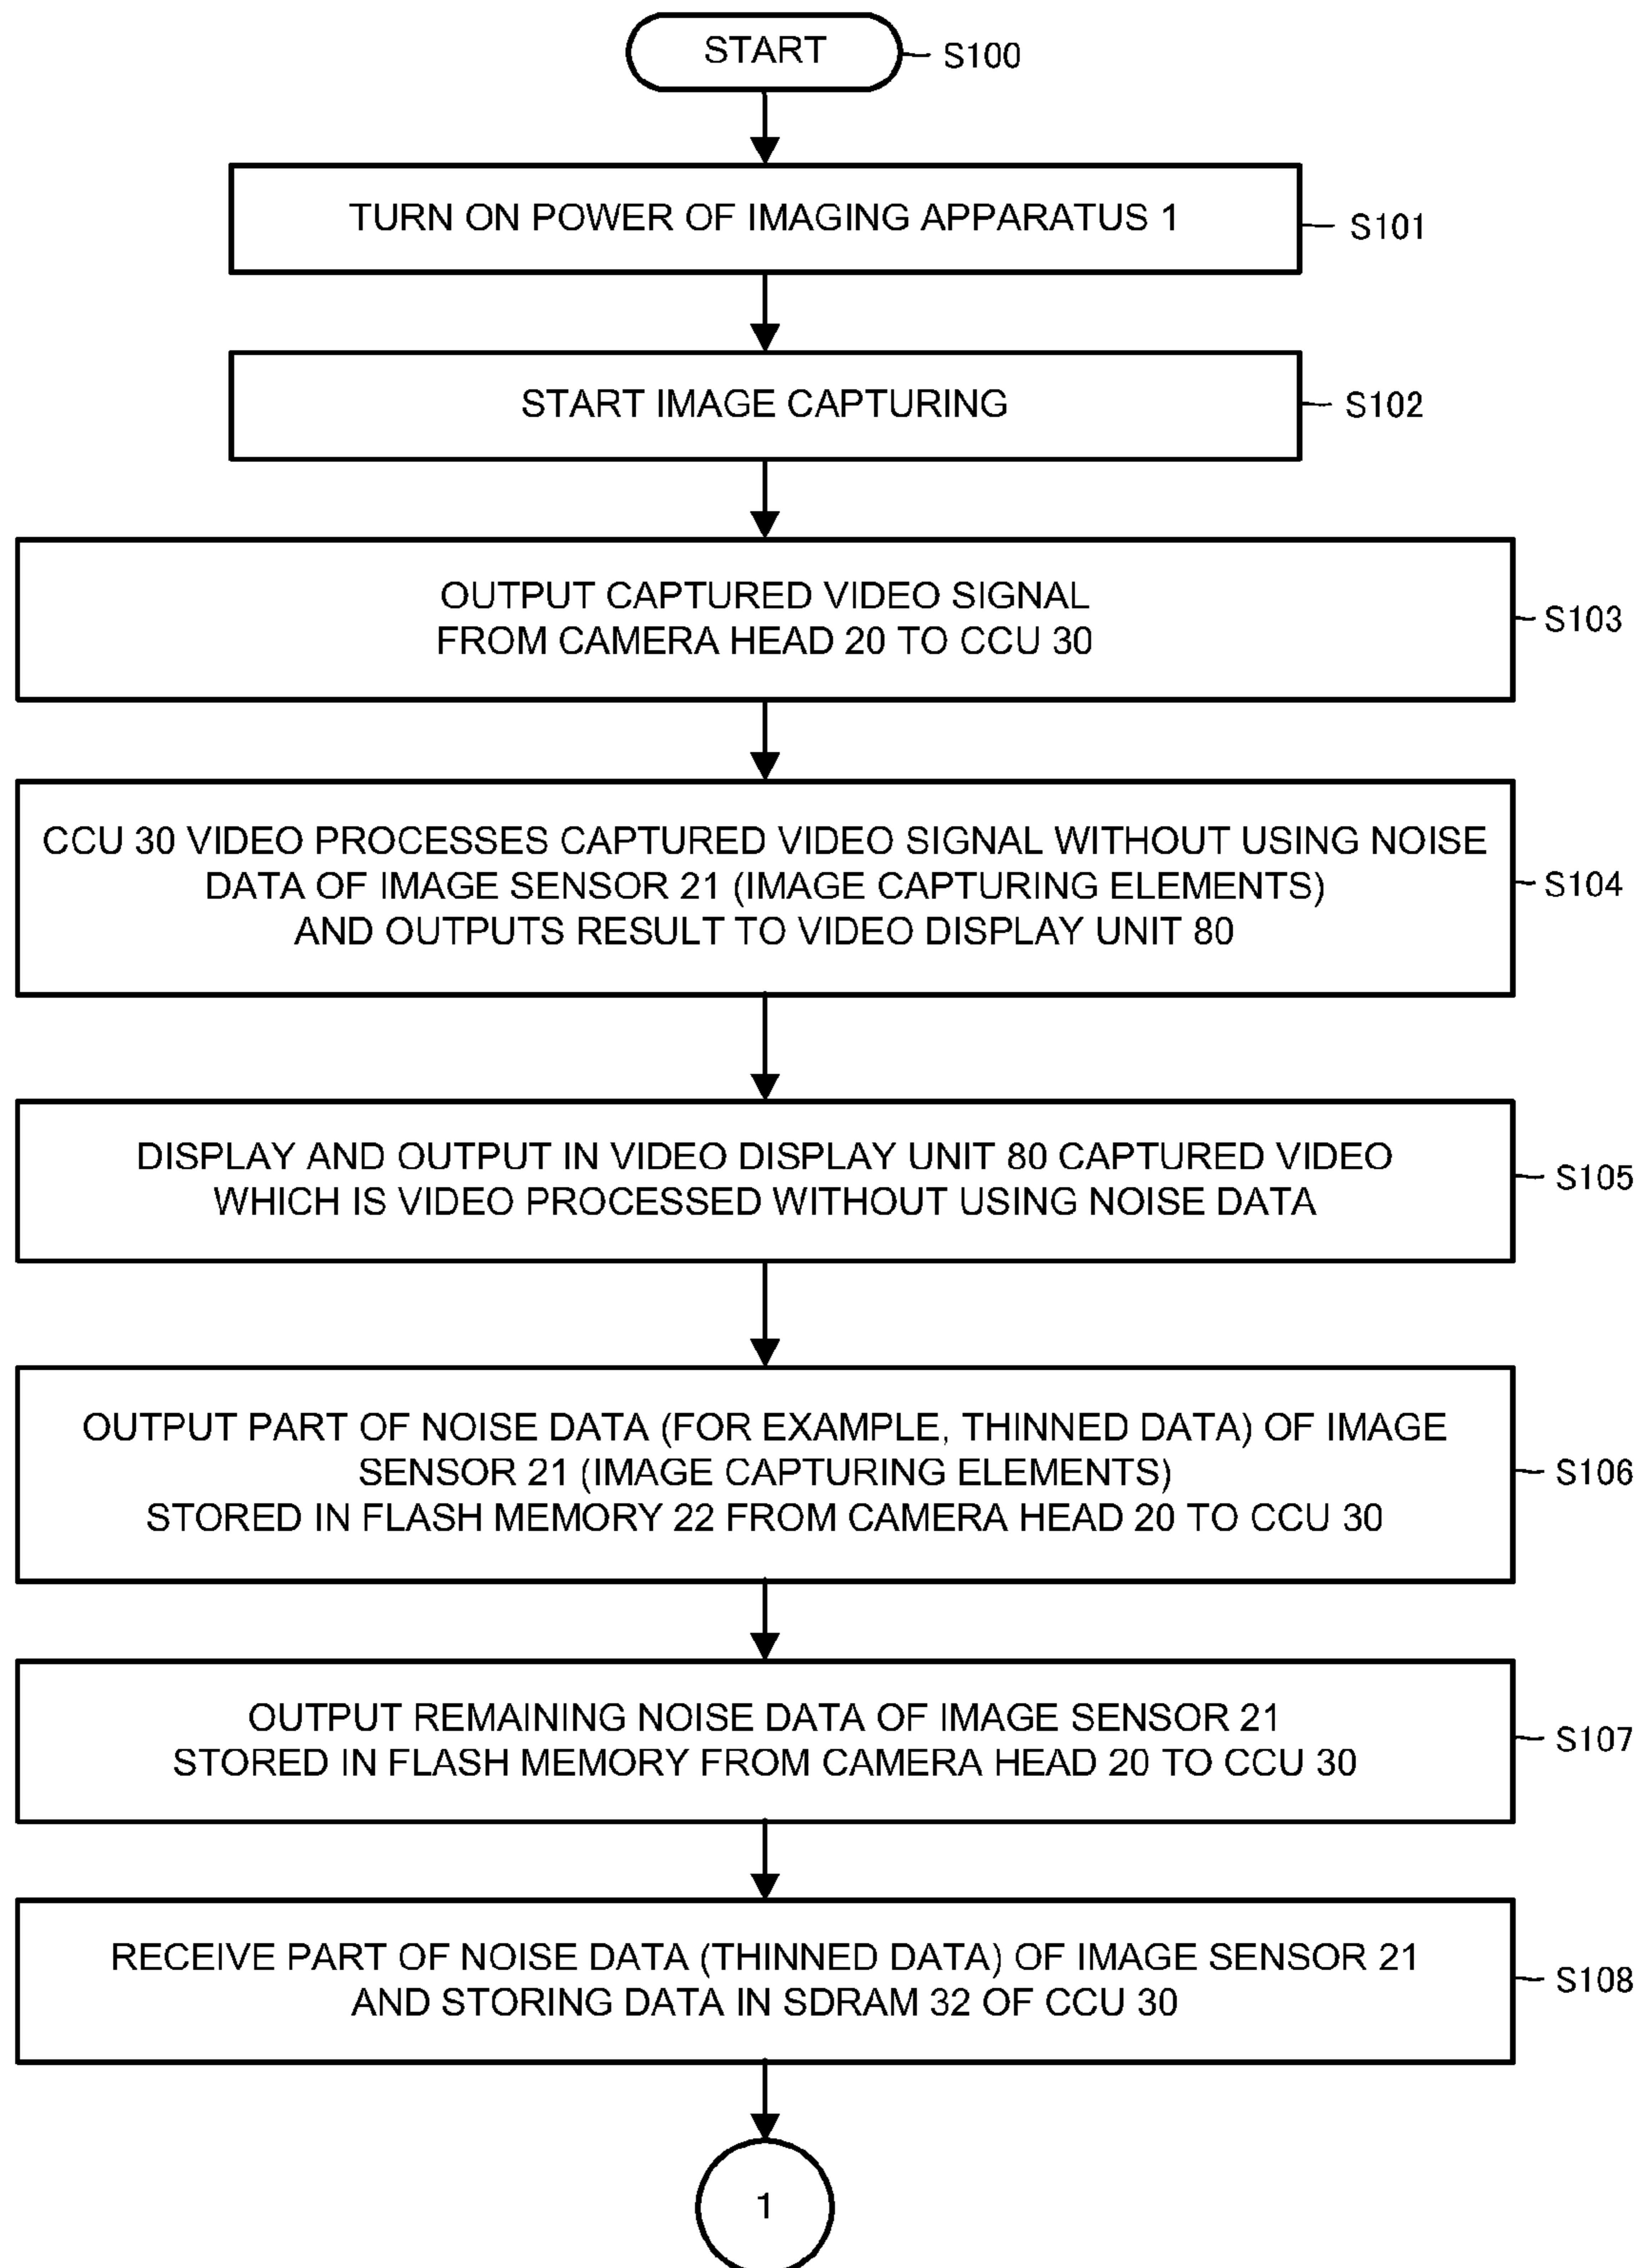 START
S100
TURN ON POWER OF IMAGING APPARATUS 1
S101
START IMAGE CAPTURING
S102
OUTPUT CAPTURED VIDEO SIGNAL
FROM CAMERA HEAD 20 TO CCU 30
S103
CCU 30 VIDEO PROCESSES CAPTURED VIDEO SIGNAL WITHOUT USING NOISE
DATA OF IMAGE SENSOR 21 (IMAGE CAPTURING ELEMENTS)
AND OUTPUTS RESULT TO VIDEO DISPLAY UNIT 80
S104
DISPLAY AND OUTPUT IN VIDEO DISPLAY UNIT 80 CAPTURED VIDEO
WHICH IS VIDEO PROCESSED WITHOUT USING NOISE DATA
S105
OUTPUT PART OF NOISE DATA (FOR EXAMPLE, THINNED DATA) OF IMAGE
SENSOR 21 (IMAGE CAPTURING ELEMENTS)
STORED IN FLASH MEMORY 22 FROM CAMERA HEAD 20 TO CCU 30
S106
OUTPUT REMAINING NOISE DATA OF IMAGE SENSOR 21
STORED IN FLASH MEMORY FROM CAMERA HEAD 20 TO CCU 30
S107
RECEIVE PART OF NOISE DATA (THINNED DATA) OF IMAGE SENSOR 21
AND STORING DATA IN SDRAM 32 OF CCU 30
S108
1